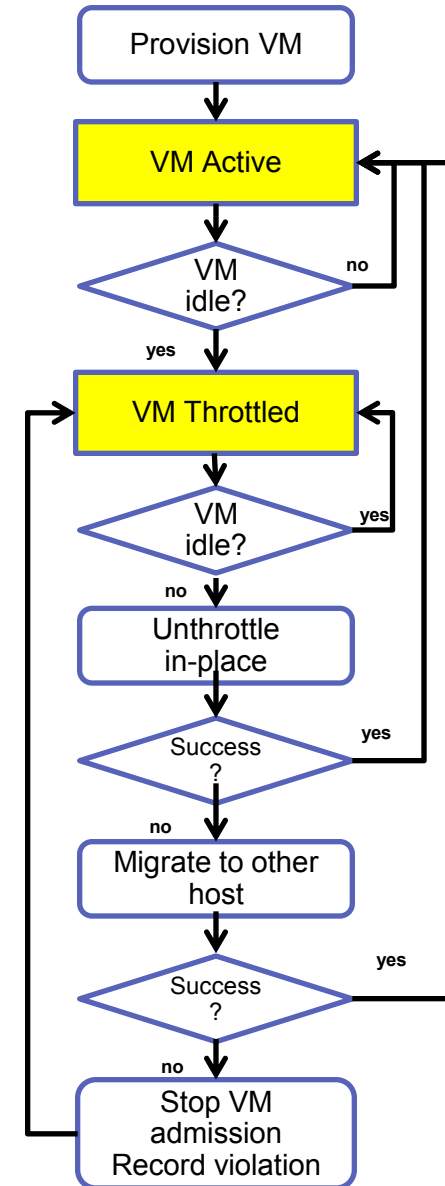 Provision VM
VM Active
VM
idle?
no
yes
VM Throttled
VM
idle?
yes
no
Unthrottle
in-place
Success
?
yes
no
Migrate to other
host
Success
?
yes
no
Stop VM
admission
Record violation